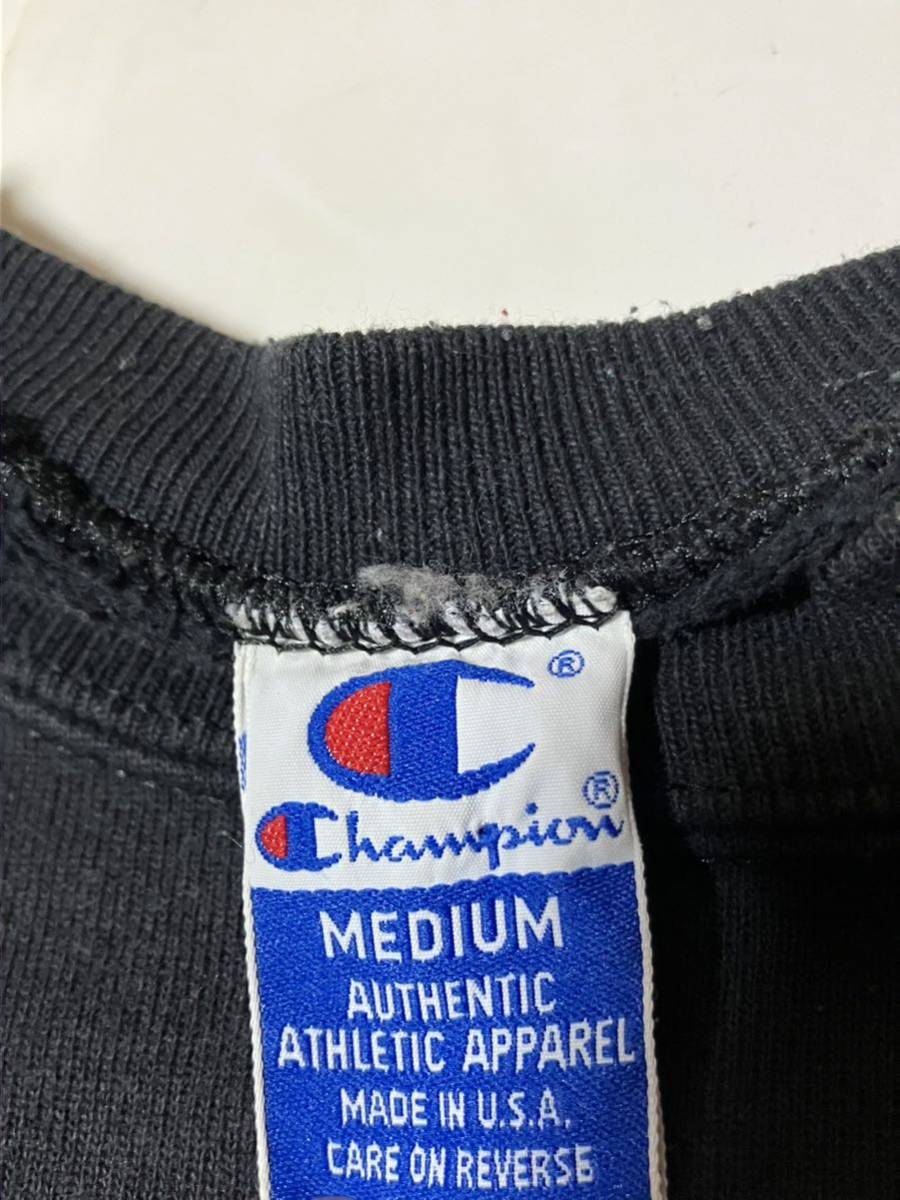 ®
Champion®
MEDIUM
AUTHENTIC
ATHLETIC APPAREL
MADE IN U.S.A.
CARE ON REVERSE